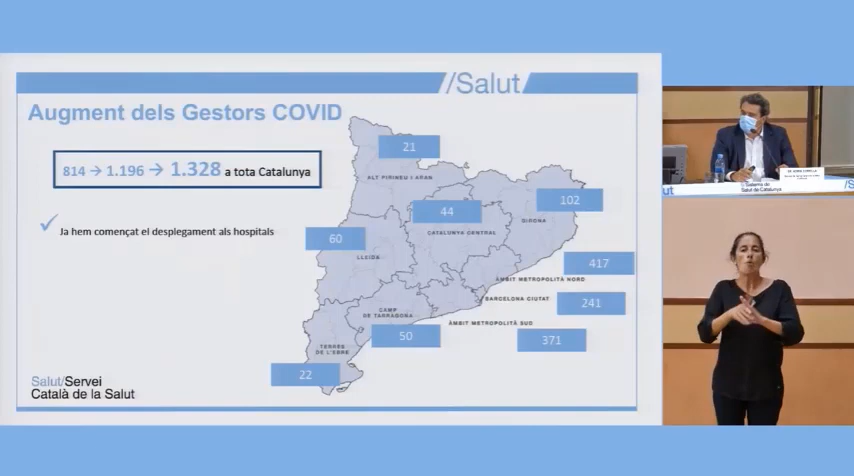 /Salut/
Augment dels Gestors COVID
814 → 1.196 → 1.328 a tota Catalunya
✓ Ja hem començat el desplegament als hospitals
21
ALT PIRINEU I ARAN
102
GIRONA
44
CATALUNYA CENTRAL
60
LLEIDA
417
ÀMBIT METROPOLITÀ NORD
241
BARCELONA CIUTAT
CAMP
DE TARRAGONA
50
ÀMBIT METROPOLITÀ SUD
371
TERRES
DE L'EBRE
22
Salut/Servei
Català de la Salut
Salut
Sistema de
Salut de Catalunya
/S